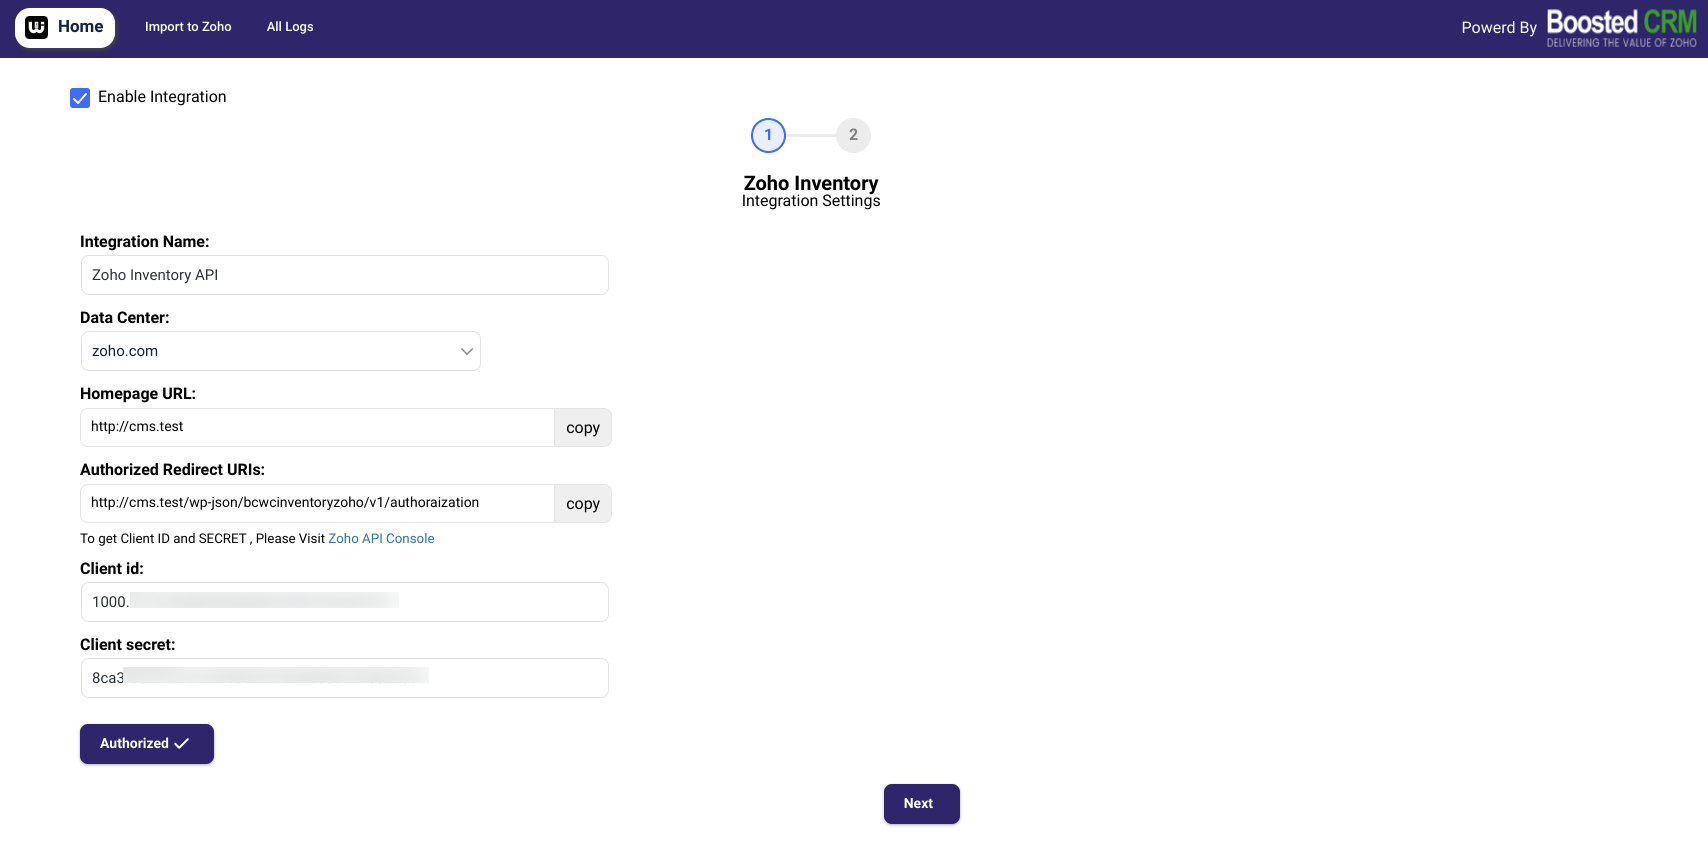 Home Import to Zoho All Logs Powerd By Boosted CRM
DELIVERING THE VALUE OF ZOHO
Enable Integration
1 2
Zoho Inventory
Integration Settings
Integration Name:
Zoho Inventory API
Data Center:
zoho.com
Homepage URL:
http://cms.test copy
Authorized Redirect URIs:
http://cms.test/wp-json/bcwcinventoryzoho/v1/authoraization copy
To get Client ID and SECRET , Please Visit Zoho API Console
Client id:
1000.
Client secret:
8ca3
Authorized
Next